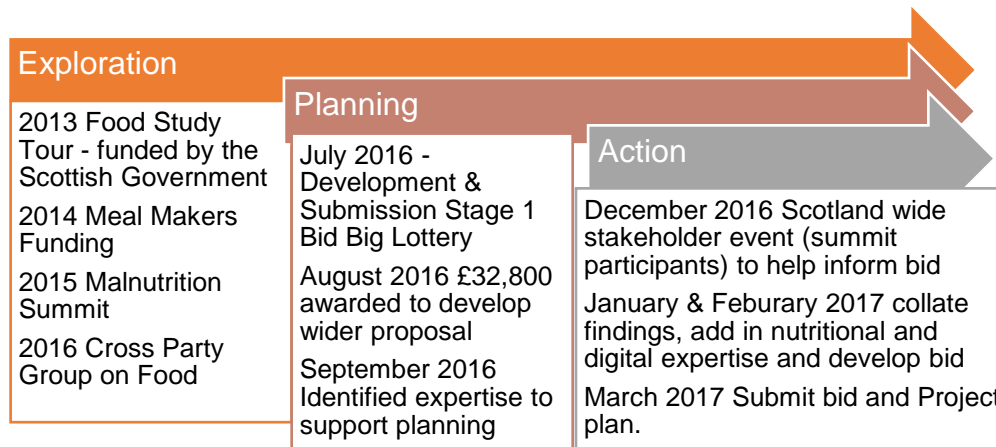 Exploration
2013 Food Study
Tour - funded by the
Scottish Government
2014 Meal Makers
Funding
2015 Malnutrition
Summit
2016 Cross Party
Group on Food
Planning
July 2016 -
Development &
Submission Stage 1
Bid Big Lottery
August 2016 £32,800
awarded to develop
wider proposal
September 2016
Identified expertise to
support planning
Action
December 2016 Scotland wide
stakeholder event (summit
participants) to help inform bid
January & Feburary 2017 collate
findings, add in nutritional and
digital expertise and develop bid
March 2017 Submit bid and Project
plan.